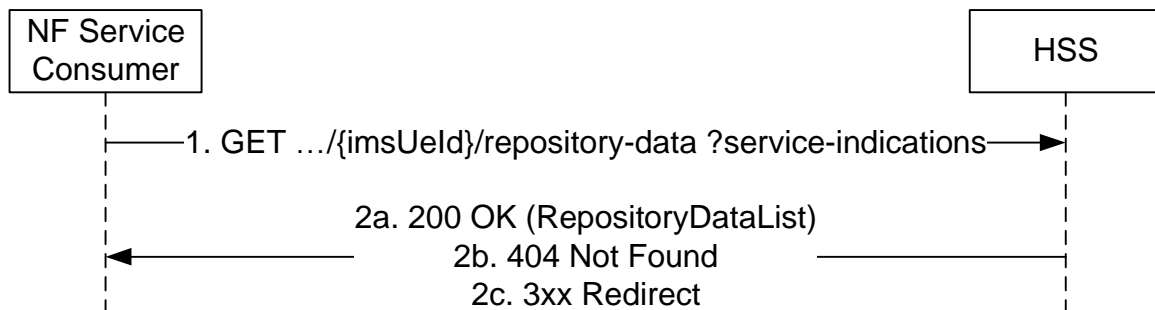 NF Service
Consumer
HSS
1. GET …/{imsUeId}/repository-data ?service-indications
2a. 200 OK (RepositoryDataList)
2b. 404 Not Found
2c. 3xx Redirect